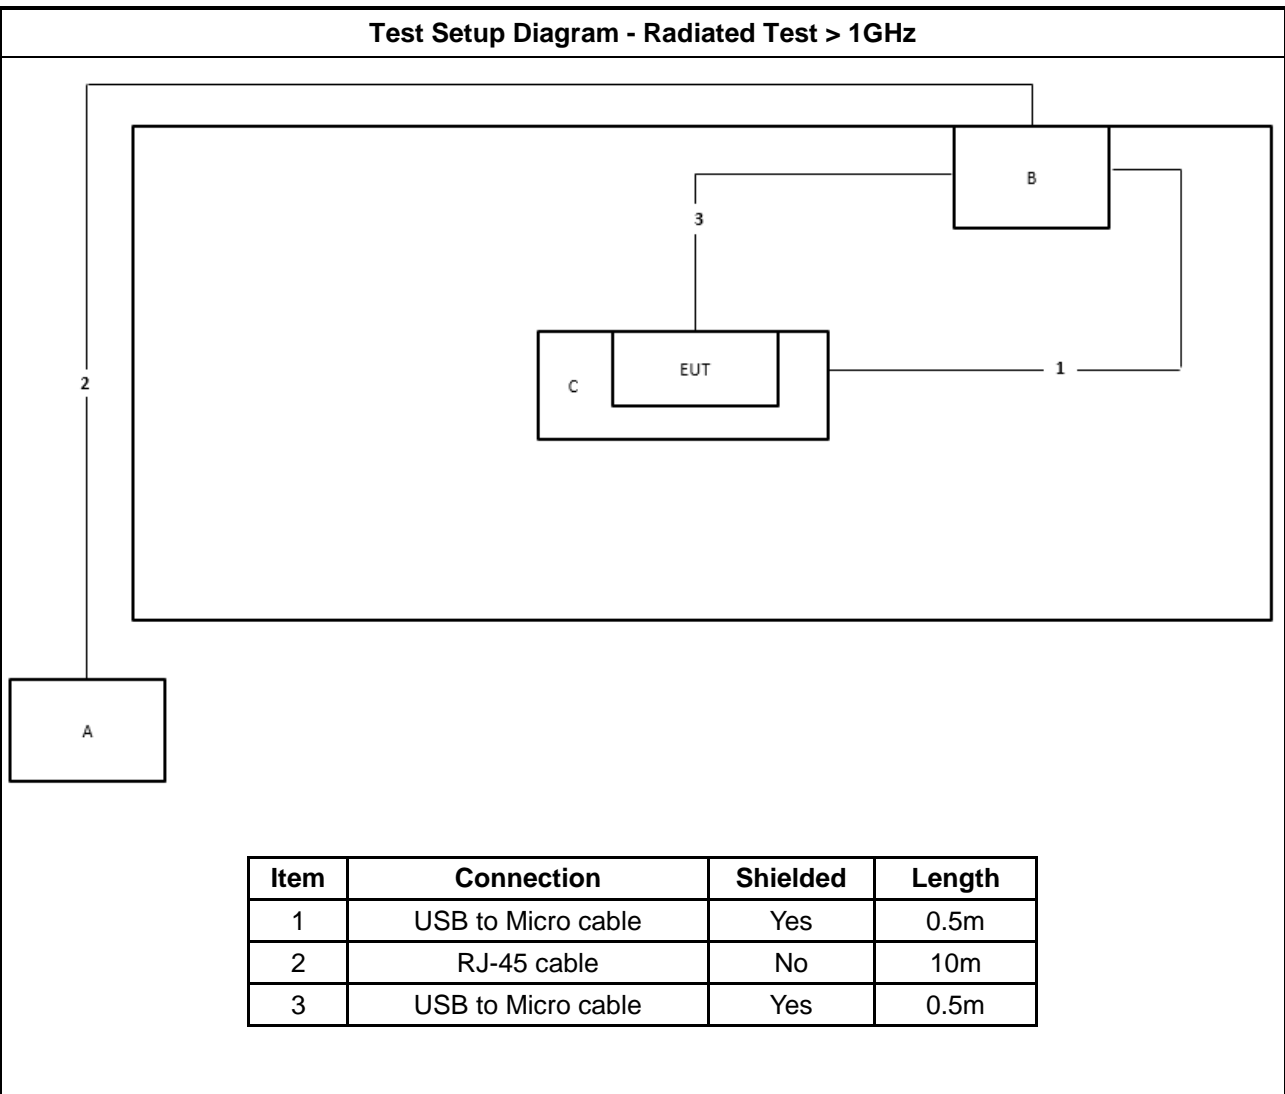 Test Setup Diagram - Radiated Test > 1GHz
B
3
EUT
1
C
2
A
Item Connection Shielded Length
1 USB to Micro cable Yes 0.5m
2 RJ-45 cable No 10m
3 USB to Micro cable Yes 0.5m